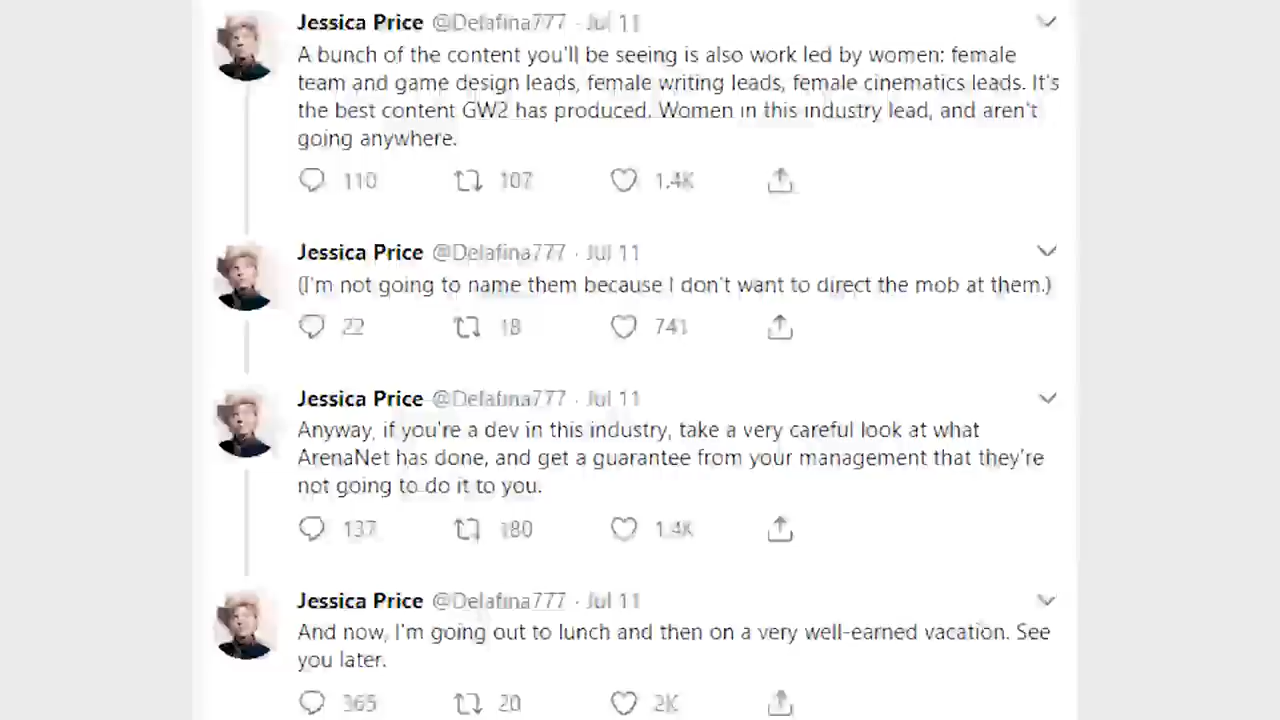 Jessica Price @Delafina777 · Jul 11
A bunch of the content you'll be seeing is also work led by women: female
team and game design leads, female writing leads, female cinematics leads. It's
the best content GW2 has produced. Women in this industry lead, and aren't
going anywhere.
110 107 1.4K
Jessica Price @Delafina777 · Jul 11
(I'm not going to name them because I don't want to direct the mob at them.)
22 18 741
Jessica Price @Delafina777 · Jul 11
Anyway, if you're a dev in this industry, take a very careful look at what
ArenaNet has done, and get a guarantee from your management that they're
not going to do it to you.
137 180 1.4K
Jessica Price @Delafina777 · Jul 11
And now, I'm going out to lunch and then on a very well-earned vacation. See
you later.
365 20 2K